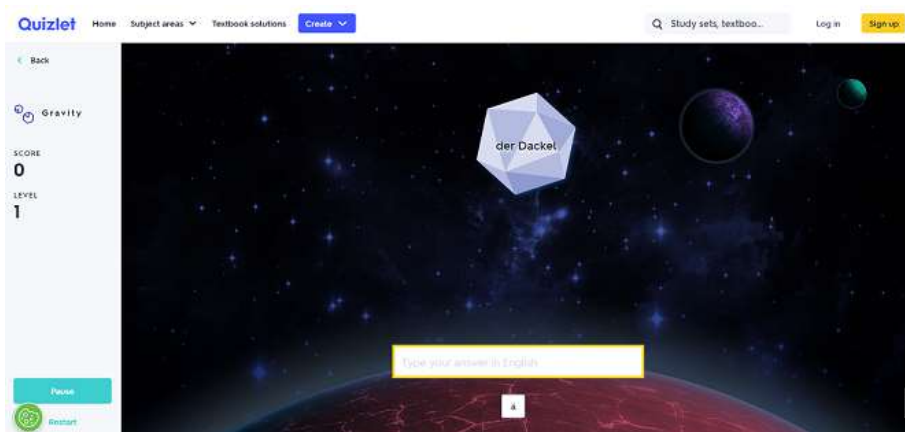 Quizlet Home Subject areas Textbook solutions Create Study sets, textboo... Log in Sign up
Back
Gravity
SCORE
0
LEVEL
1
der Dackel
Type your answer in English
á
Pause
Restart